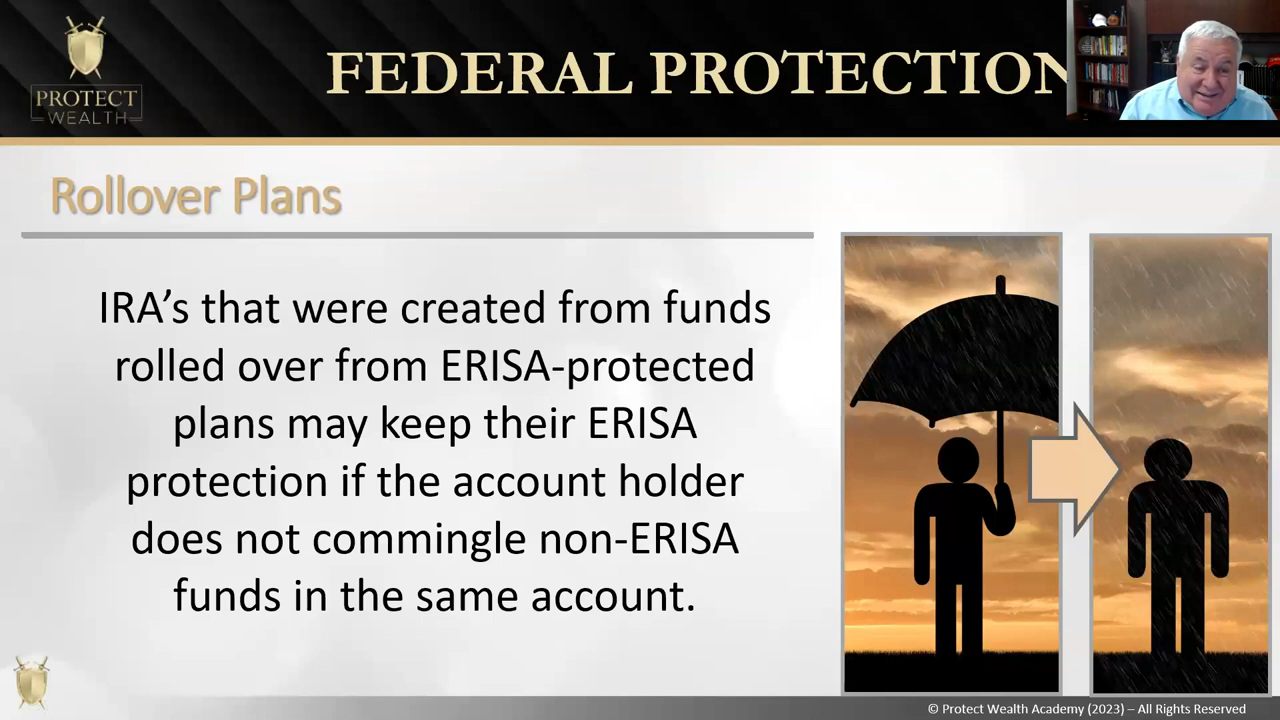 PROTECT
WEALTH
FEDERAL PROTECTION
Rollover Plans
IRA's that were created from funds
rolled over from ERISA-protected
plans may keep their ERISA
protection if the account holder
does not commingle non-ERISA
funds in the same account.
© Protect Wealth Academy (2023) – All Rights Reserved